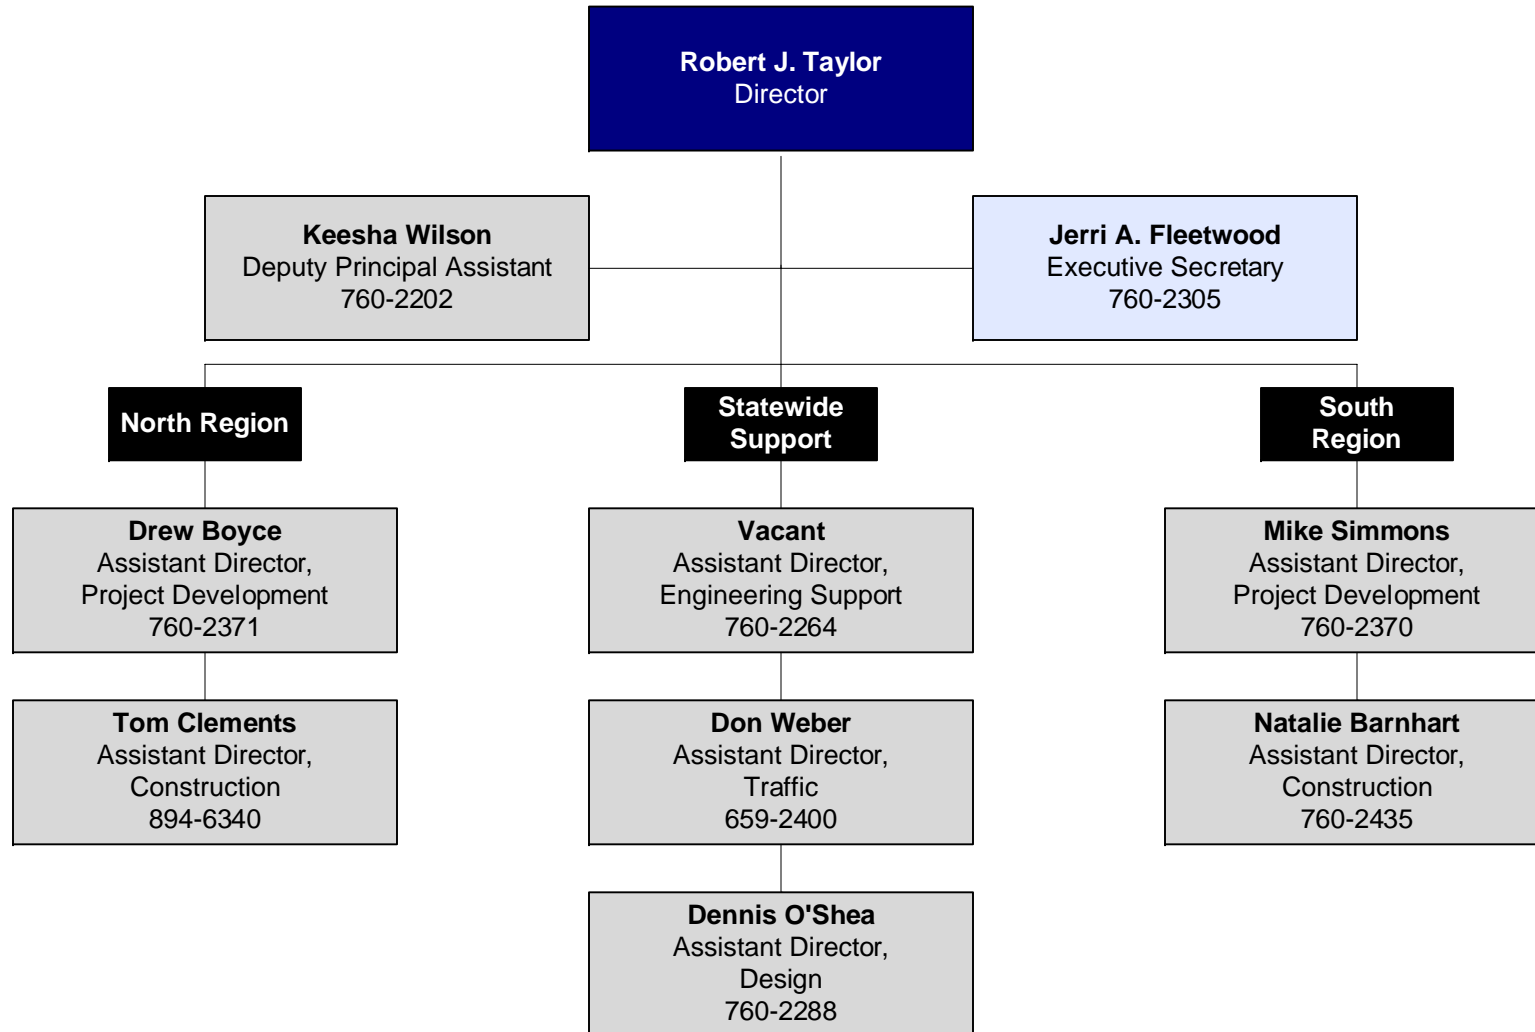 Robert J. Taylor
Director
Keesha Wilson
Deputy Principal Assistant
760-2202
Jerri A. Fleetwood
Executive Secretary
760-2305
North Region
Statewide
Support
South
Region
Drew Boyce
Assistant Director,
Project Development
760-2371
Vacant
Assistant Director,
Engineering Support
760-2264
Mike Simmons
Assistant Director,
Project Development
760-2370
Tom Clements
Assistant Director,
Construction
894-6340
Don Weber
Assistant Director,
Traffic
659-2400
Natalie Barnhart
Assistant Director,
Construction
760-2435
Dennis O'Shea
Assistant Director,
Design
760-2288